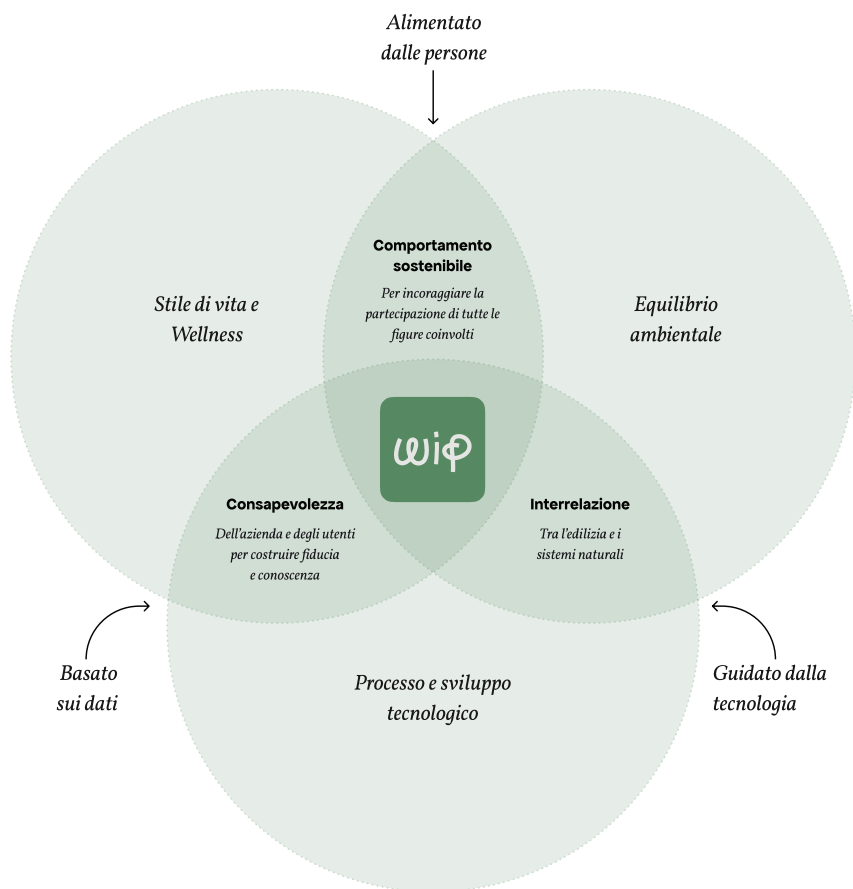 Alimentato
dalle persone
Comportamento
sostenibile
Per incoraggiare la
partecipazione di tutte le
figure coinvolti
Stile di vita e
Wellness
Equilibrio
ambientale
wip
Consapevolezza
Dell'azienda e degli utenti
per costruire fiducia
e conoscenza
Interrelazione
Tra l'edilizia e i
sistemi naturali
Basato
sui dati
Processo e sviluppo
tecnologico
Guidato dalla
tecnologia